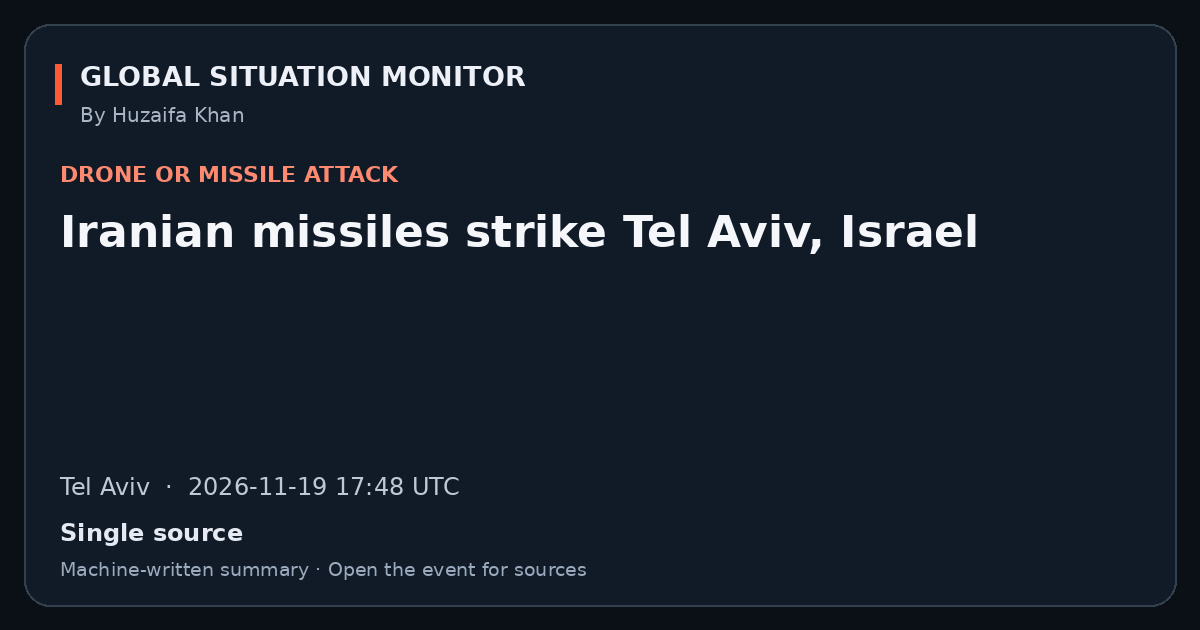 GLOBAL SITUATION MONITOR
By Huzaifa Khan
DRONE OR MISSILE ATTACK
Iranian missiles strike Tel Aviv, Israel
Tel Aviv · 2026-11-19 17:48 UTC
Single source
Machine-written summary · Open the event for sources